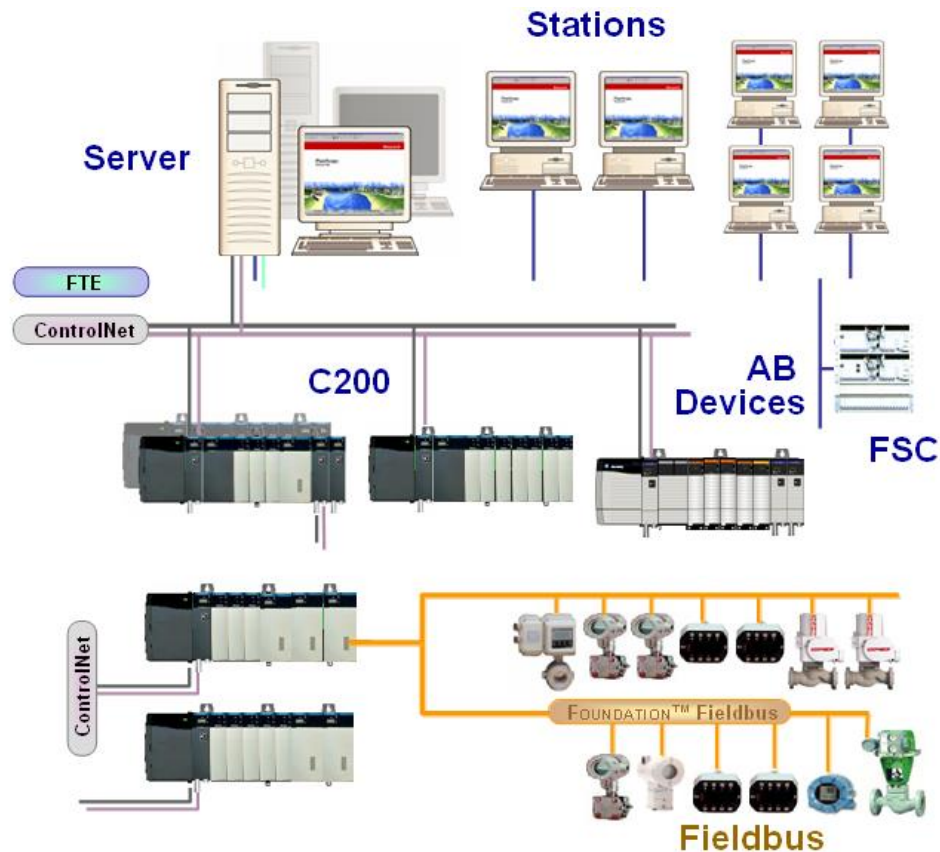 Stations
Server
FTE
ControlNet
C200
AB
Devices
FSC
ControlNet
FOUNDATION™ Fieldbus
Fieldbus